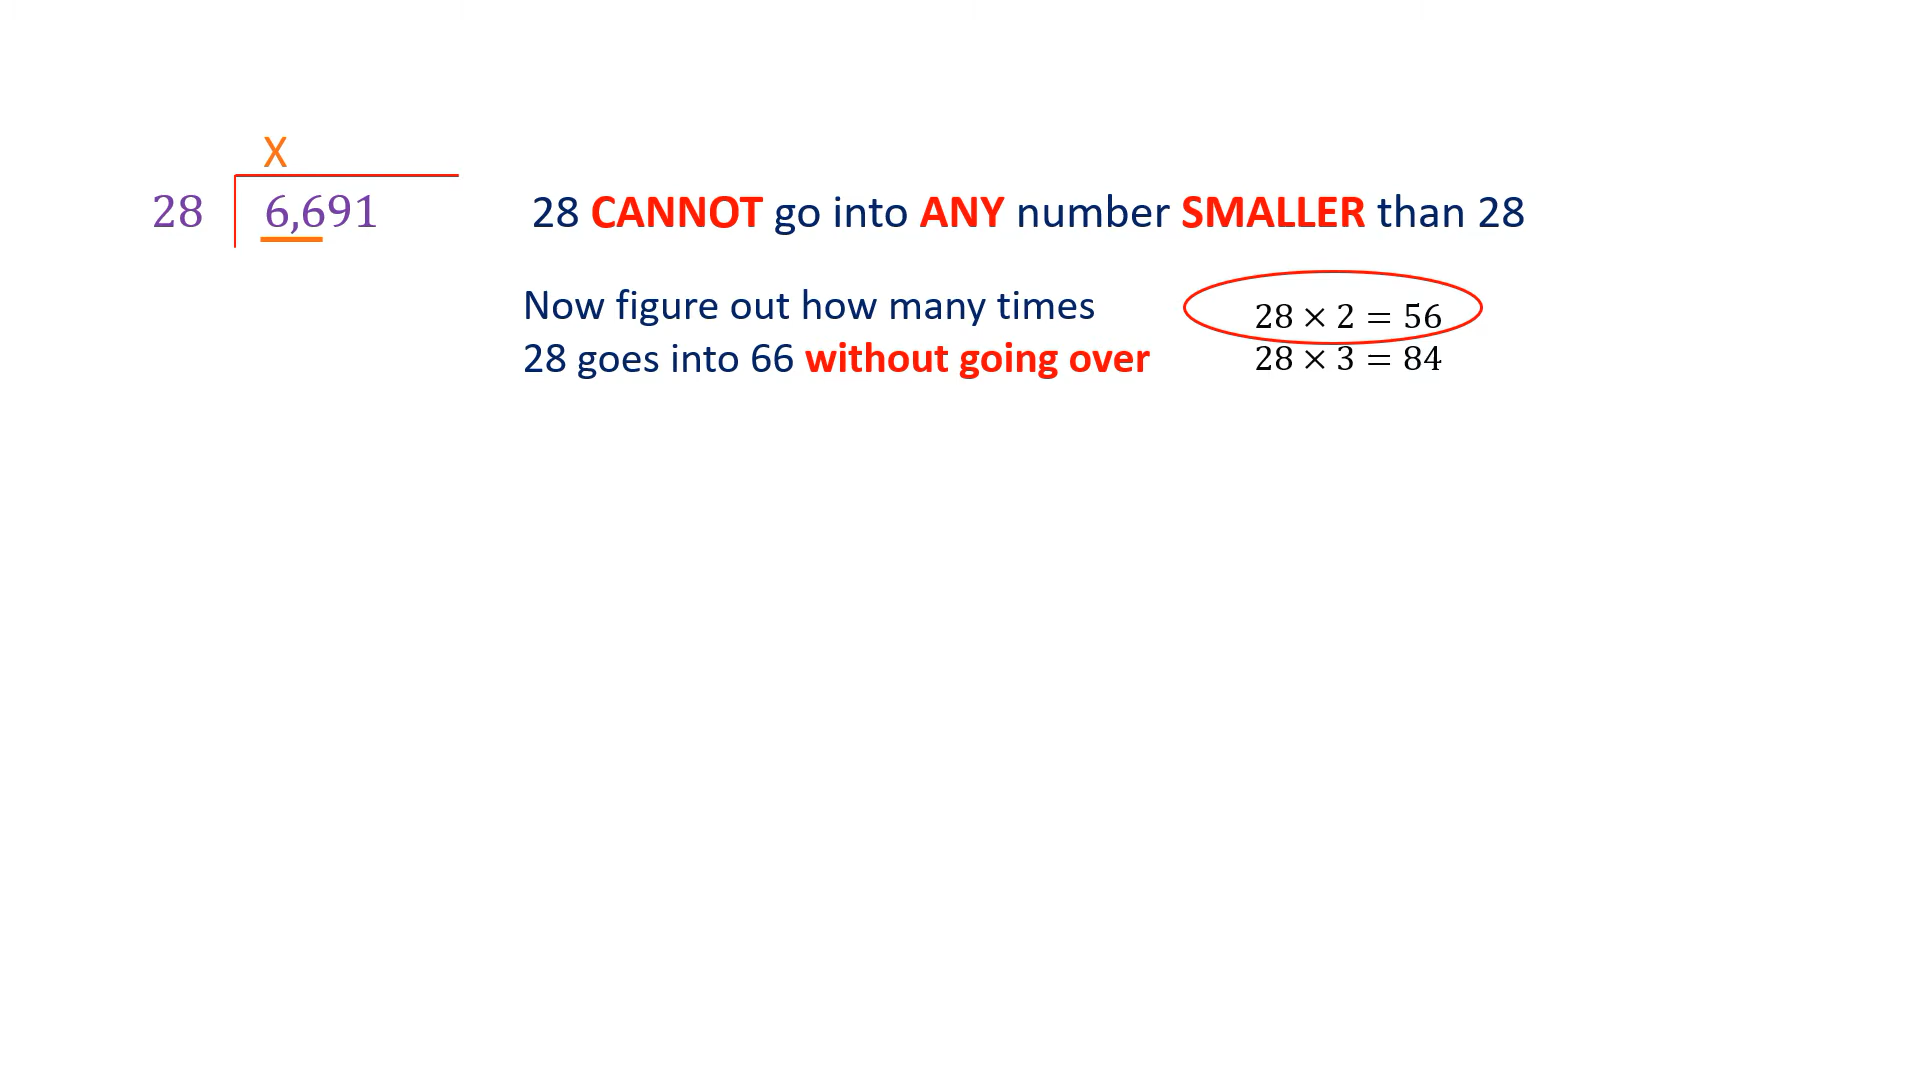 X
28 6,691
28 CANNOT go into ANY number SMALLER than 28
Now figure out how many times
28 goes into 66 without going over
28 × 2 = 56
28 × 3 = 84